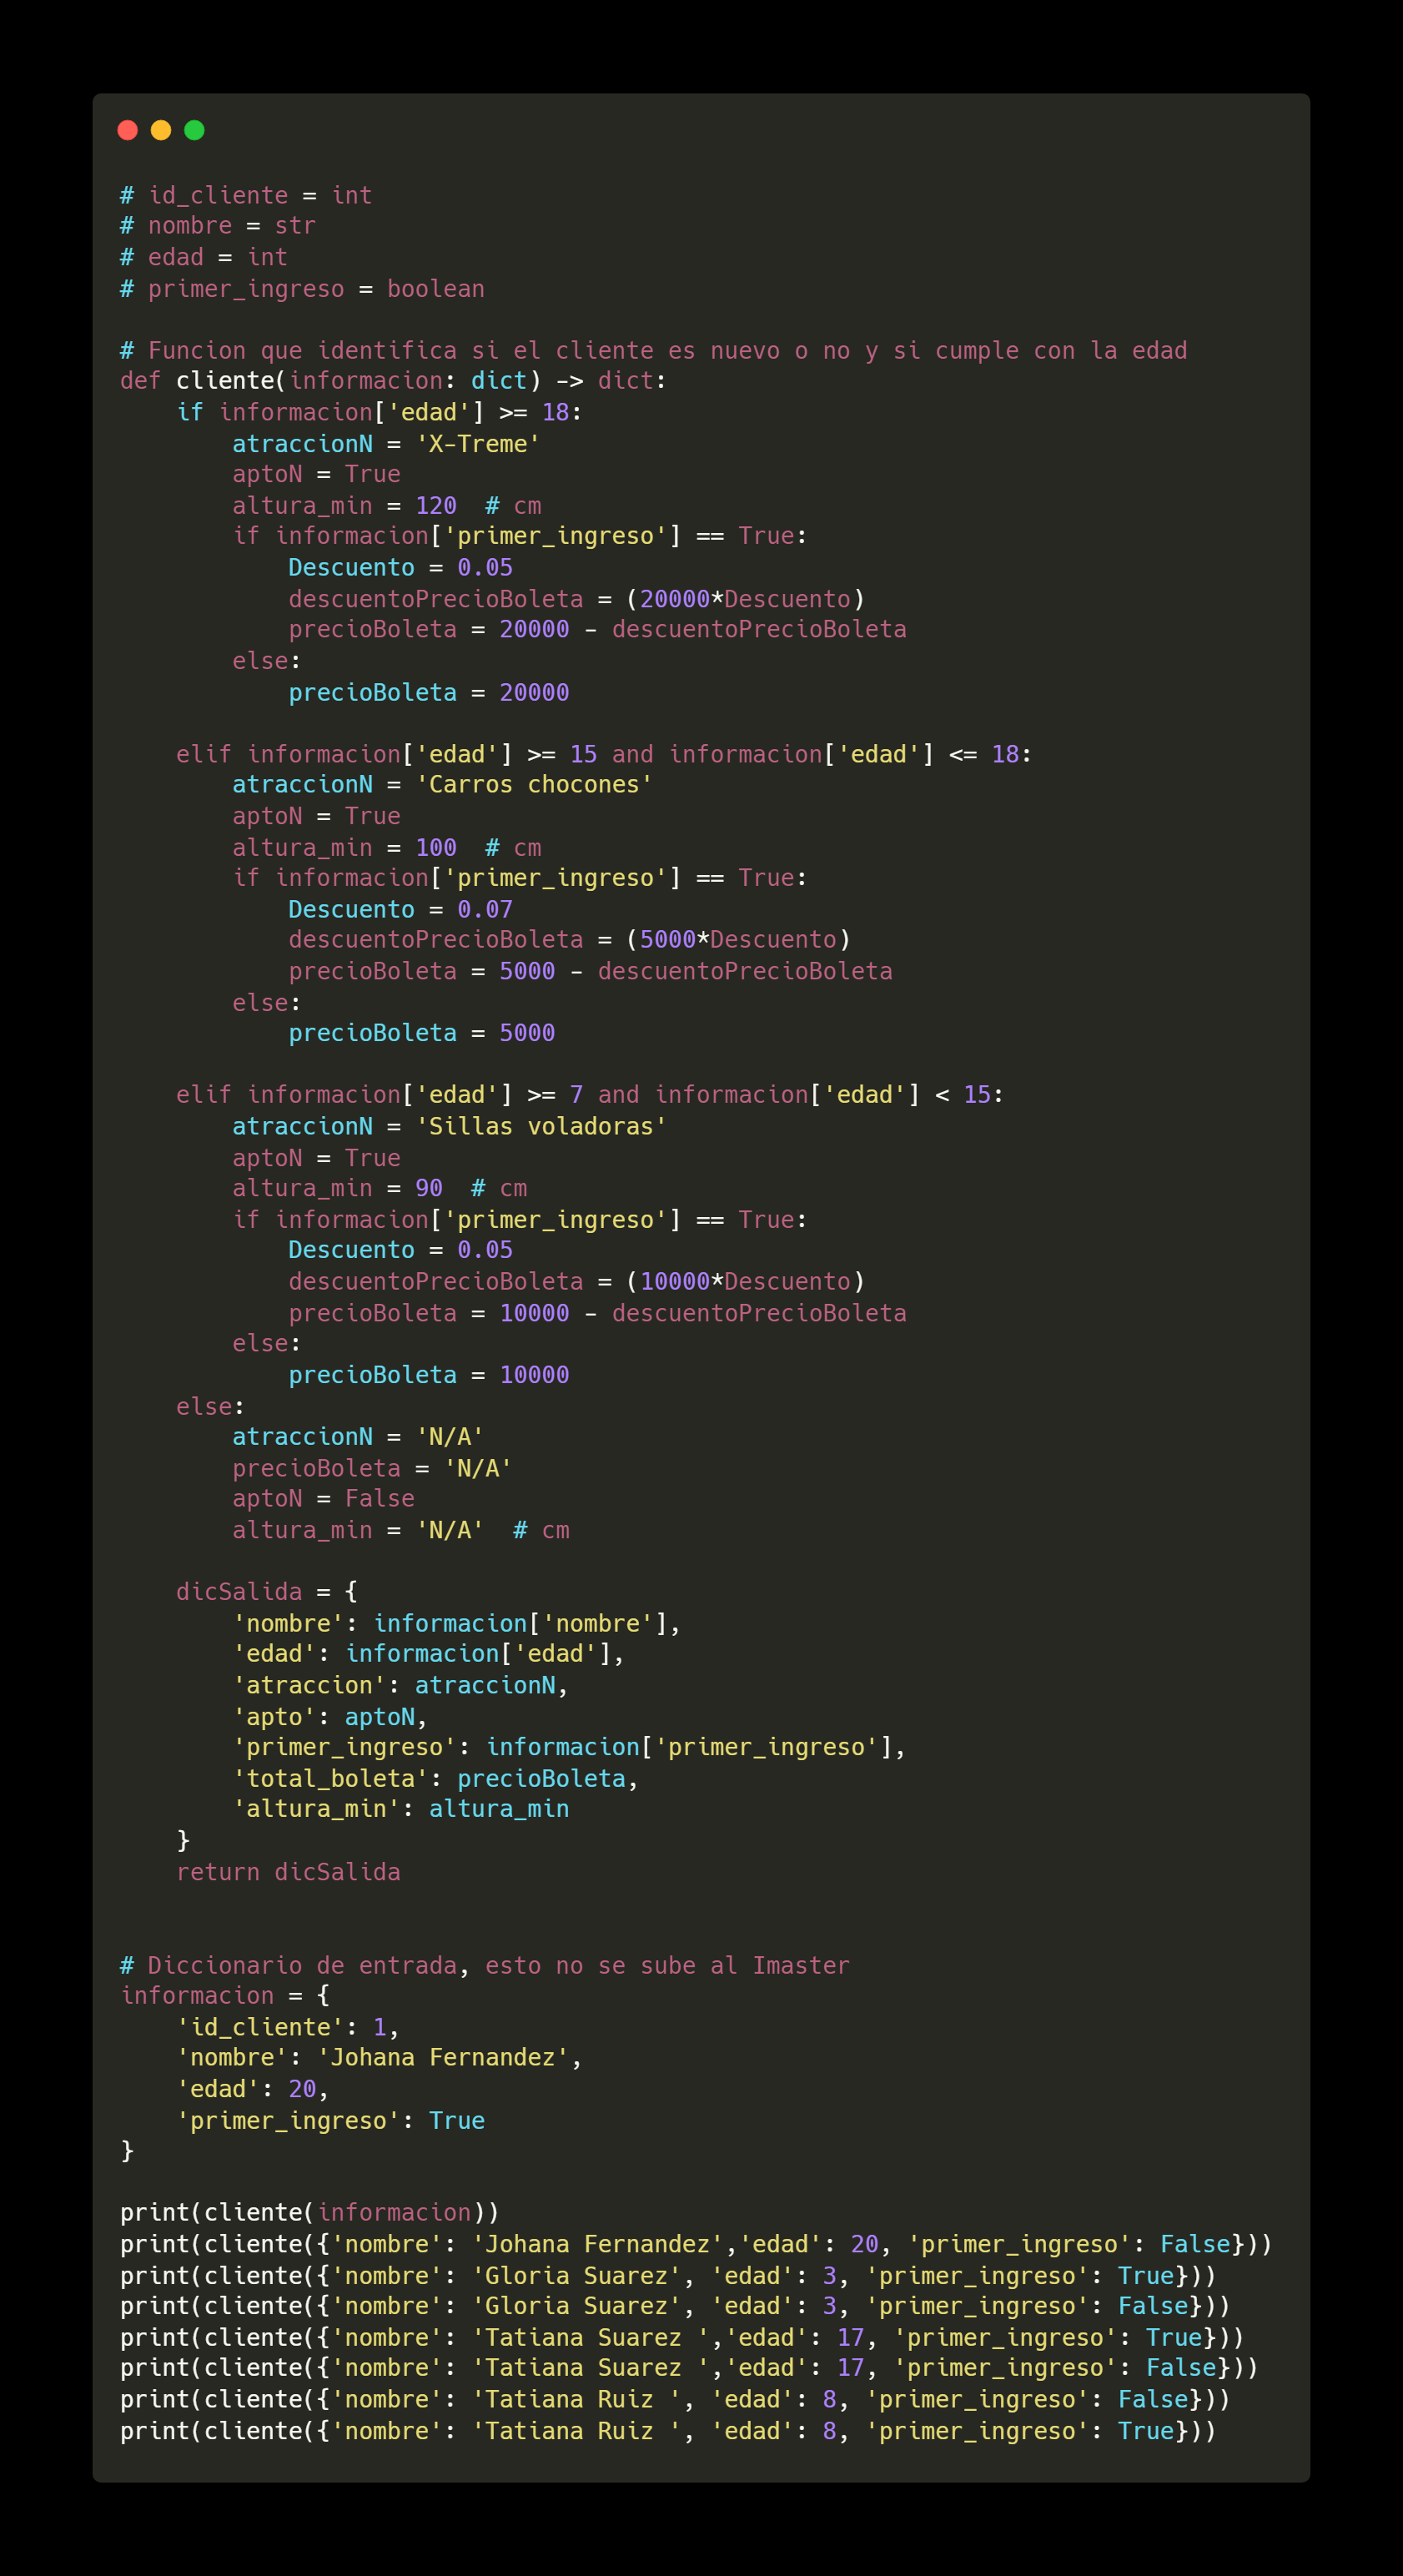 # id_cliente = int
# nombre = str
# edad = int
# primer_ingreso = boolean

# Funcion que identifica si el cliente es nuevo o no y si cumple con la edad
def cliente(informacion: dict) -> dict:
    if informacion['edad'] >= 18:
        atraccionN = 'X-Treme'
        aptoN = True
        altura_min = 120  # cm
        if informacion['primer_ingreso'] == True:
            Descuento = 0.05
            descuentoPrecioBoleta = (20000*Descuento)
            precioBoleta = 20000 - descuentoPrecioBoleta
        else:
            precioBoleta = 20000

    elif informacion['edad'] >= 15 and informacion['edad'] <= 18:
        atraccionN = 'Carros chocones'
        aptoN = True
        altura_min = 100  # cm
        if informacion['primer_ingreso'] == True:
            Descuento = 0.07
            descuentoPrecioBoleta = (5000*Descuento)
            precioBoleta = 5000 - descuentoPrecioBoleta
        else:
            precioBoleta = 5000

    elif informacion['edad'] >= 7 and informacion['edad'] < 15:
        atraccionN = 'Sillas voladoras'
        aptoN = True
        altura_min = 90  # cm
        if informacion['primer_ingreso'] == True:
            Descuento = 0.05
            descuentoPrecioBoleta = (10000*Descuento)
            precioBoleta = 10000 - descuentoPrecioBoleta
        else:
            precioBoleta = 10000
    else:
        atraccionN = 'N/A'
        precioBoleta = 'N/A'
        aptoN = False
        altura_min = 'N/A'  # cm

    dicSalida = {
        'nombre': informacion['nombre'],
        'edad': informacion['edad'],
        'atraccion': atraccionN,
        'apto': aptoN,
        'primer_ingreso': informacion['primer_ingreso'],
        'total_boleta': precioBoleta,
        'altura_min': altura_min
    }
    return dicSalida


# Diccionario de entrada, esto no se sube al Imaster
informacion = {
    'id_cliente': 1,
    'nombre': 'Johana Fernandez',
    'edad': 20,
    'primer_ingreso': True
}

print(cliente(informacion))
print(cliente({'nombre': 'Johana Fernandez','edad': 20, 'primer_ingreso': False}))
print(cliente({'nombre': 'Gloria Suarez', 'edad': 3, 'primer_ingreso': True}))
print(cliente({'nombre': 'Gloria Suarez', 'edad': 3, 'primer_ingreso': False}))
print(cliente({'nombre': 'Tatiana Suarez ','edad': 17, 'primer_ingreso': True}))
print(cliente({'nombre': 'Tatiana Suarez ','edad': 17, 'primer_ingreso': False}))
print(cliente({'nombre': 'Tatiana Ruiz ', 'edad': 8, 'primer_ingreso': False}))
print(cliente({'nombre': 'Tatiana Ruiz ', 'edad': 8, 'primer_ingreso': True}))